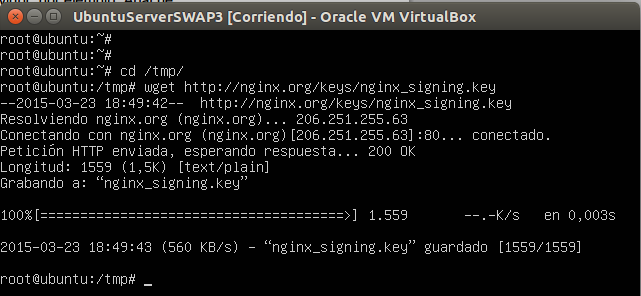 UbuntuServerSWAP3 [Corriendo] - Oracle VM VirtualBox
root@ubuntu:~#
root@ubuntu:~#
root@ubuntu:~# cd /tmp/
root@ubuntu:/tmp# wget http://nginx.org/keys/nginx_signing.key
--2015-03-23 18:49:42--  http://nginx.org/keys/nginx_signing.key
Resolviendo nginx.org (nginx.org)... 206.251.255.63
Conectando con nginx.org (nginx.org)[206.251.255.63]:80... conectado.
Petición HTTP enviada, esperando respuesta... 200 OK
Longitud: 1559 (1,5K) [text/plain]
Grabando a: “nginx_signing.key”
100%[======================================>] 1.559       --.-K/s   en 0,003s
2015-03-23 18:49:43 (560 KB/s) - “nginx_signing.key” guardado [1559/1559]
root@ubuntu:/tmp# _